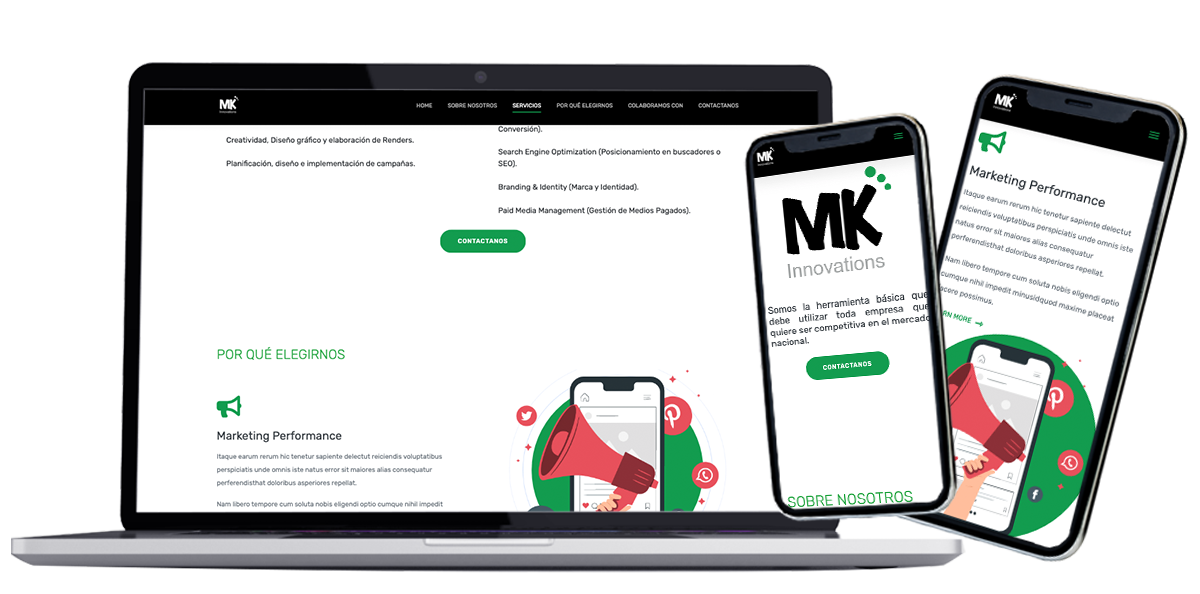 MK
Innovations
HOME
SOBRE NOSOTROS
SERVICIOS
POR QUÉ ELEGIRNOS
COLABORAMOS CON
CONTACTANOS
Creatividad, Diseño gráfico y elaboración de Renders.
Planificación, diseño e implementación de campañas.
Conversión).
Search Engine Optimization (Posicionamiento en buscadores o
SEO).
Branding & Identity (Marca y Identidad).
Paid Media Management (Gestión de Medios Pagados).
CONTACTANOS
POR QUÉ ELEGIRNOS
Marketing Performance
Itaque earum rerum hic tenetur sapiente delectut reiciendis voluptatibus
perspiciatis unde omnis iste natus error sit maiores alias consequatur
perferendisthat doloribus asperiores repellat.
Nam libero tempore cum soluta nobis eligendi optio cumque nihil impedit
MK
MK
Innovations
Somos la herramienta básica que
debe utilizar toda empresa que
quiere ser competitiva en el mercado
nacional.
CONTACTANOS
SOBRE NOSOTROS
MK
Marketing Performance
Itaque earum rerum hic tenetur sapiente delectut
reiciendis voluptatibus perspiciatis unde omnis iste
natus error sit maiores alias consequatur
perferendisthat doloribus asperiores repellat.
Nam libero tempore cum soluta nobis eligendi optio
cumque nihil impedit minusidquod maxime placeat
acere possimus.
RN MORE